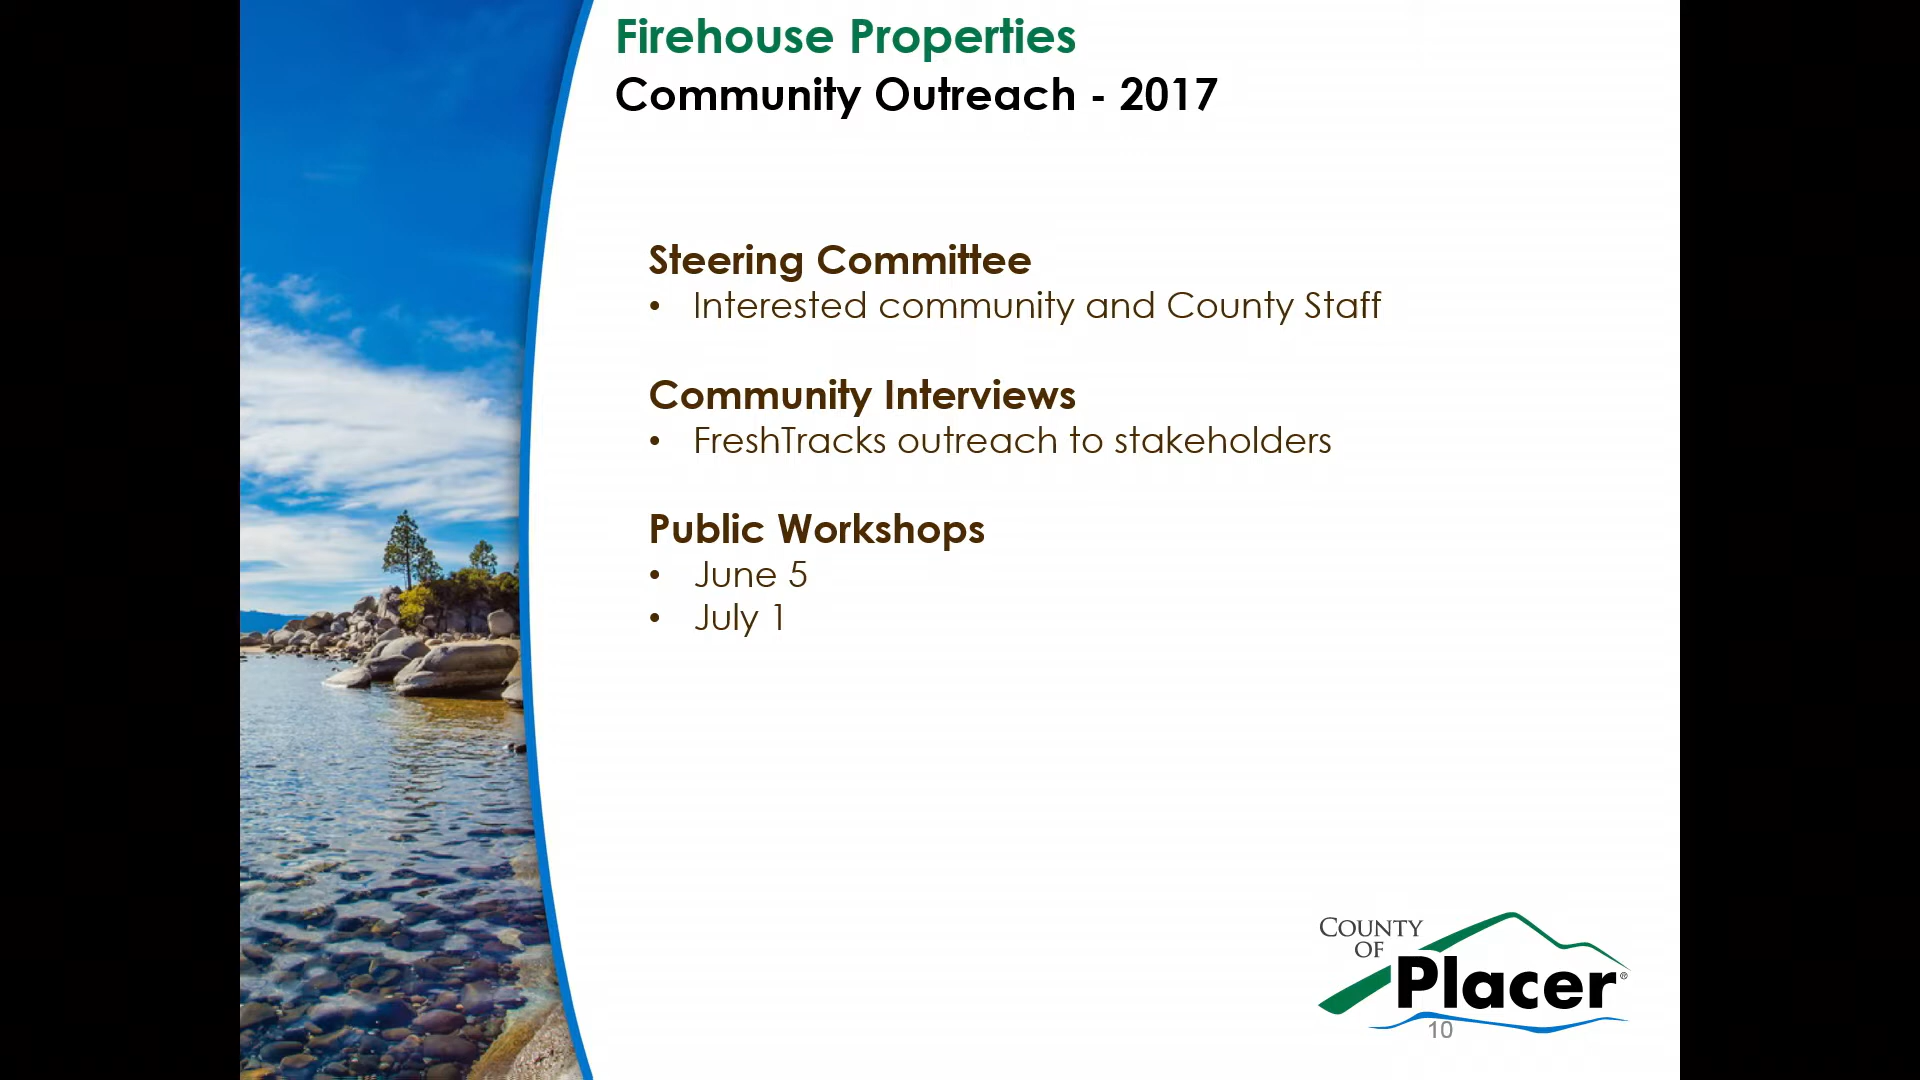 Firehouse Properties
Community Outreach - 2017
Steering Committee
• Interested community and County Staff
Community Interviews
• FreshTracks outreach to stakeholders
Public Workshops
• June 5
• July 1
COUNTY
OF
Placer®
10